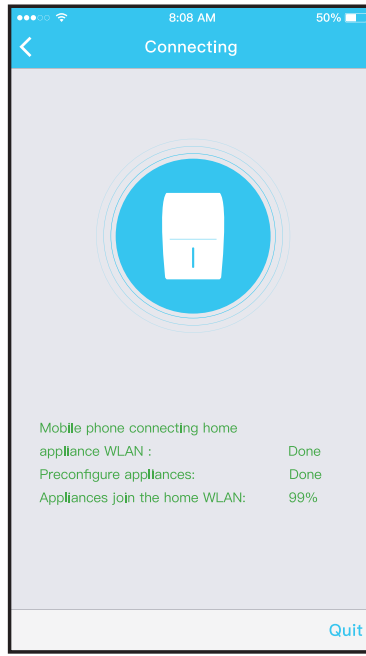 8:08 AM 50%
Connecting
Mobile phone connecting home
appliance WLAN : Done
Preconfigure appliances: Done
Appliances join the home WLAN: 99%
Quit